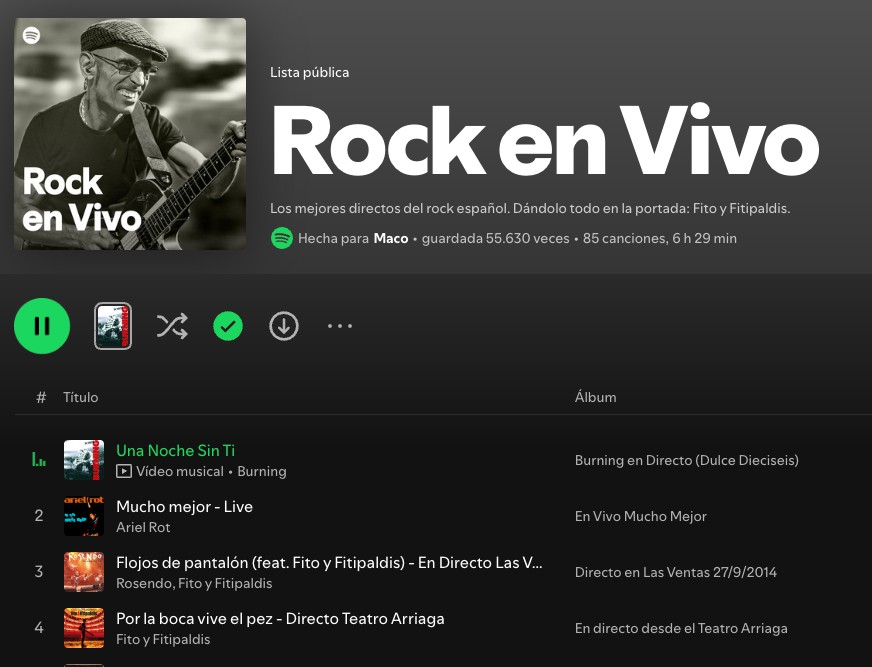 Rock
en Vivo
Lista pública
Rock en Vivo
Los mejores directos del rock español. Dándolo todo en la portada: Fito y Fitipaldis.
Hecha para Maco • guardada 55.630 veces • 85 canciones, 6 h 29 min
# Título Álbum
Una Noche Sin Ti
Vídeo musical • Burning
Burning en Directo (Dulce Dieciseis)
2
Mucho mejor - Live
Ariel Rot
En Vivo Mucho Mejor
3
Flojos de pantalón (feat. Fito y Fitipaldis) - En Directo Las V...
Rosendo, Fito y Fitipaldis
Directo en Las Ventas 27/9/2014
4
Por la boca vive el pez - Directo Teatro Arriaga
Fito y Fitipaldis
En directo desde el Teatro Arriaga